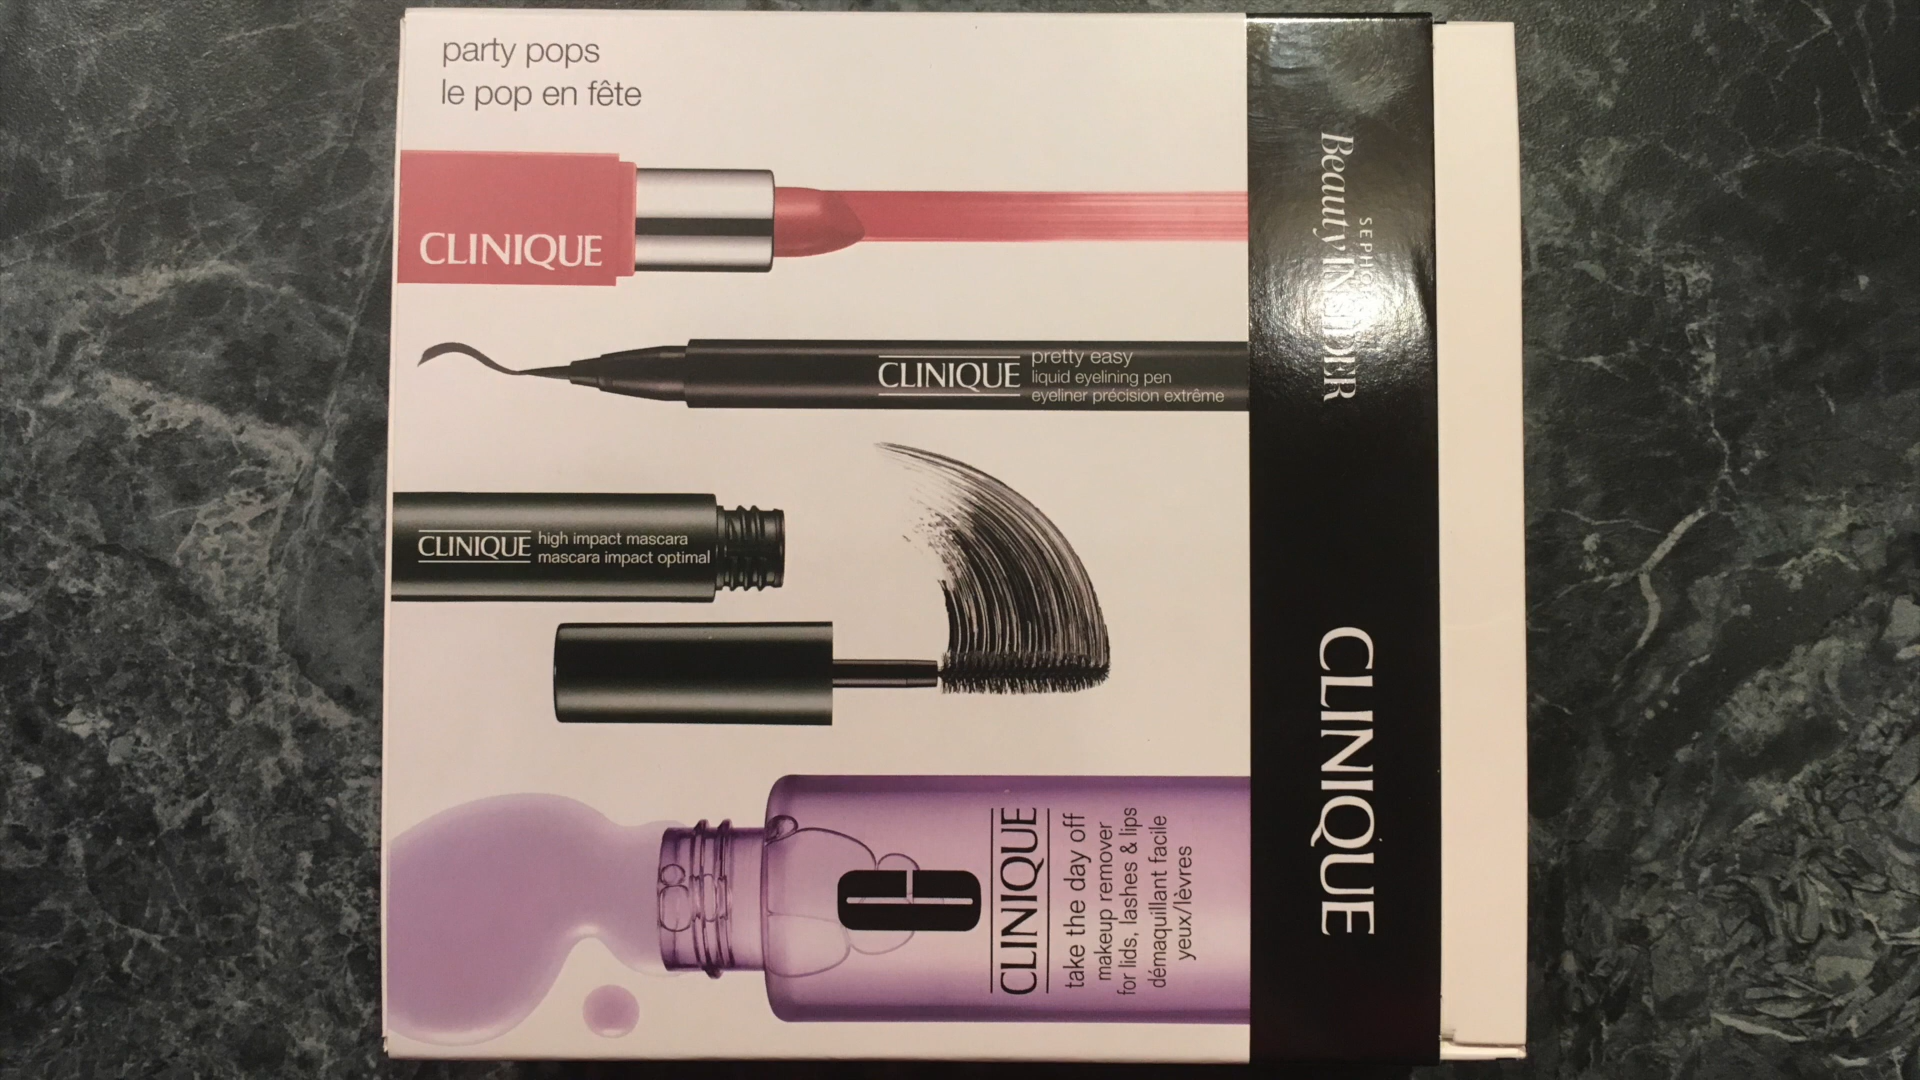 party pops
le pop en fête
CLINIQUE
CLINIQUE
pretty easy
liquid eyelining pen
eyeliner précision extrême
CLINIQUE
high impact mascara
mascara impact optimal
CLINIQUE
take the day off
makeup remover
for lids, lashes & lips
démaquillant facile
yeux/lèvres
Beauty INSIDER
CLINIQUE